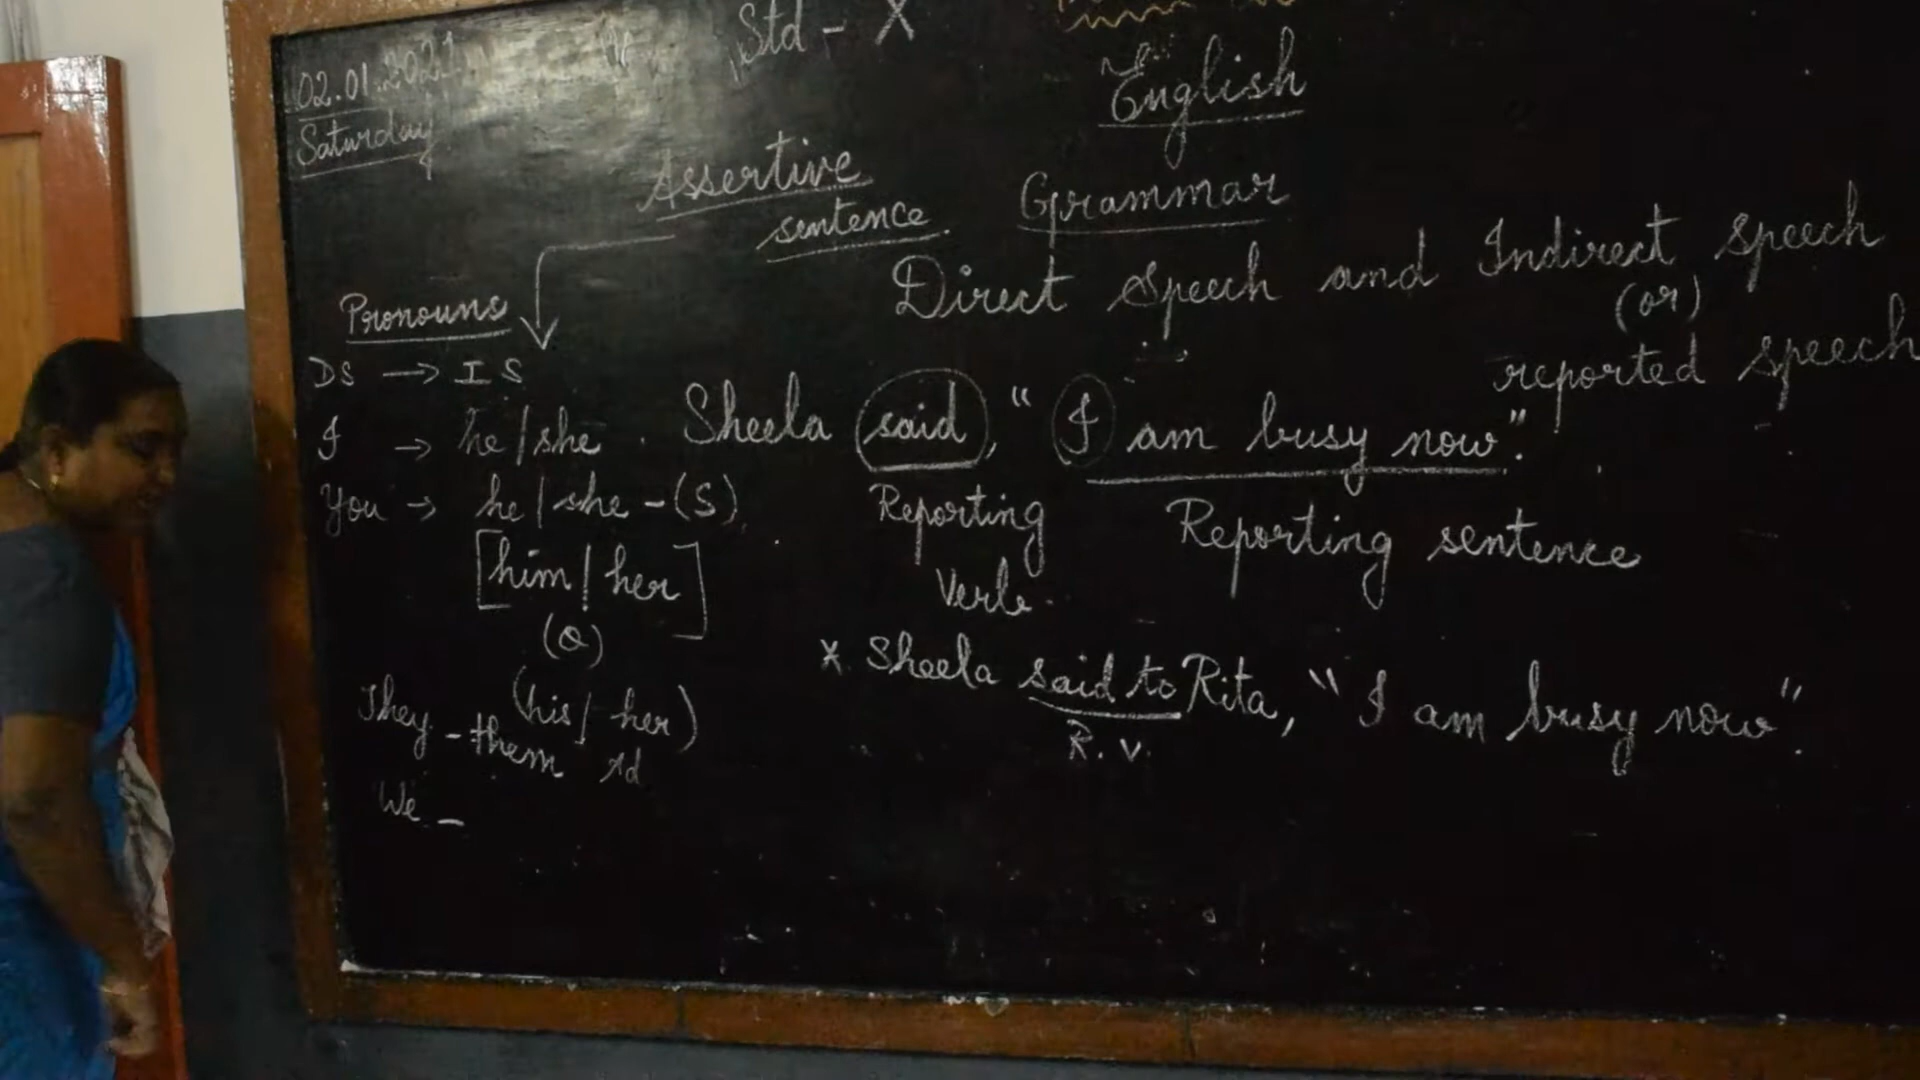 02.01.2021
Saturday
Std - X
English
Grammar
Assertive
sentence
Direct speech and Indirect speech
(or)
reported speech
Pronouns
DS → IS
I → he/she
You → he/she - (S)
[him/her]
(O)
(his/her)
They - them
We -
Sheela said, "I am busy now".
Reporting
Verb
Reporting sentence
* Sheela said to Rita, "I am busy now".
R.V.